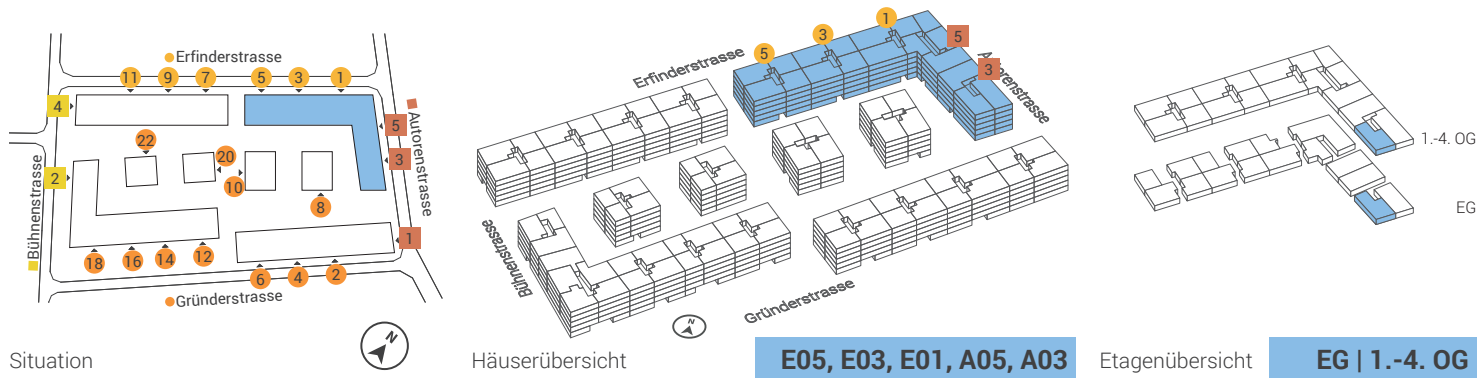 Erfinderstrasse
11 9 7 5 3 1
4
5
Autorenstrasse
22
20
3
2
10
8
Bühnenstrasse
1
18 16 14 12
6 4 2
Gründerstrasse
N
Situation
1
3
5
5
Erfinderstrasse
Autorenstrasse
3
Bühnenstrasse
Gründerstrasse
N
Häuserübersicht
E05, E03, E01, A05, A03
1.-4. OG
EG
Etagenübersicht
EG | 1.-4. OG